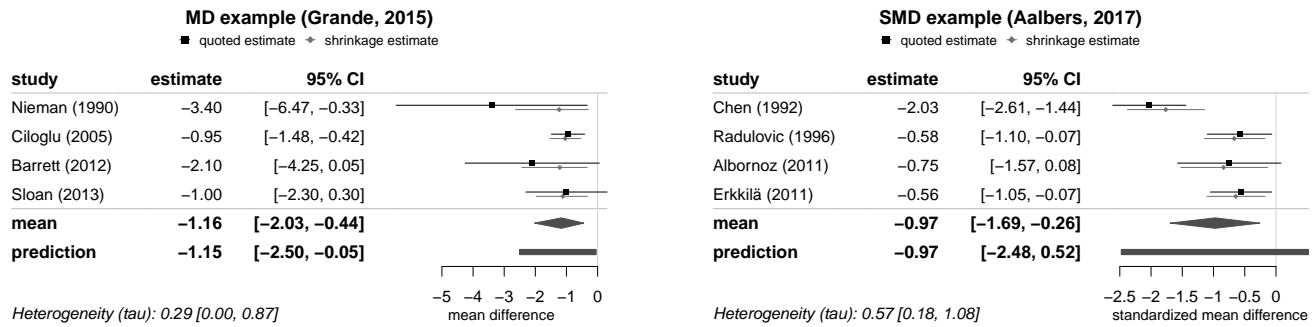 MD example (Grande, 2015)
quoted estimate shrinkage estimate
study estimate 95% CI
Nieman (1990) −3.40 [−6.47, −0.33]
Ciloglu (2005) −0.95 [−1.48, −0.42]
Barrett (2012) −2.10 [−4.25, 0.05]
Sloan (2013) −1.00 [−2.30, 0.30]
mean −1.16 [−2.03, −0.44]
prediction −1.15 [−2.50, −0.05]
−5 −4 −3 −2 −1 0
Heterogeneity (tau): 0.29 [0.00, 0.87] mean difference
SMD example (Aalbers, 2017)
quoted estimate shrinkage estimate
study estimate 95% CI
Chen (1992) −2.03 [−2.61, −1.44]
Radulovic (1996) −0.58 [−1.10, −0.07]
Albornoz (2011) −0.75 [−1.57, 0.08]
Erkkilä (2011) −0.56 [−1.05, −0.07]
mean −0.97 [−1.69, −0.26]
prediction −0.97 [−2.48, 0.52]
−2.5 −2 −1.5 −1 −0.5 0
Heterogeneity (tau): 0.57 [0.18, 1.08] standardized mean difference